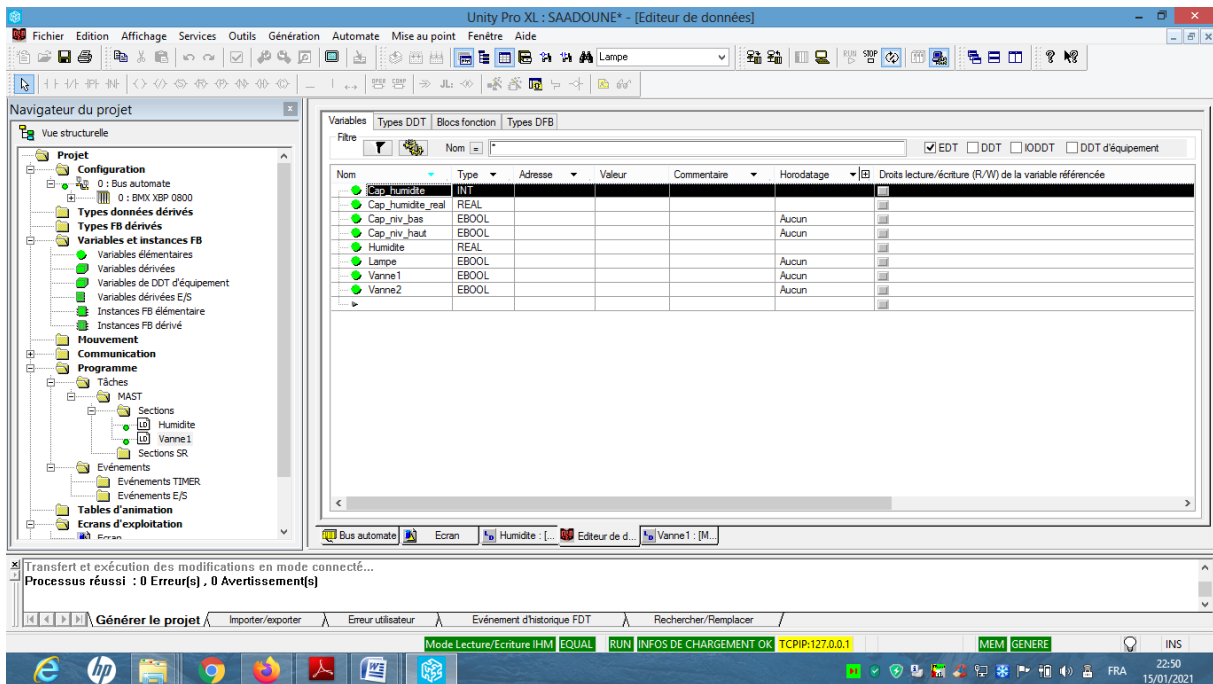 Unity Pro XL : SAADOUNE* - [Editeur de données]
Fichier Edition Affichage Services Outils Génération Automate Mise au point Fenêtre Aide
Lampe
RUN STOP
Navigateur du projet
Vue structurelle
Projet
Configuration
0 : Bus automate
0 : BMX XBP 0800
Types données dérivés
Types FB dérivés
Variables et instances FB
Variables élémentaires
Variables dérivées
Variables de DDT d'équipement
Variables dérivées E/S
Instances FB élémentaire
Instances FB dérivé
Mouvement
Communication
Programme
Tâches
MAST
Sections
LD Humidite
LD Vanne1
Sections SR
Evénements
Evénements TIMER
Evénements E/S
Tables d'animation
Ecrans d'exploitation
Ecran
Variables Types DDT Blocs fonction Types DFB
Filtre
Nom = * EDT DDT IODDT DDT d'équipement
Nom Type Adresse Valeur Commentaire Horodatage Droits lecture/écriture (R/W) de la variable référencée
Cap_humidite INT
Cap_humidite_real REAL
Cap_niv_bas EBOOL Aucun
Cap_niv_haut EBOOL Aucun
Humidite REAL
Lampe EBOOL Aucun
Vanne1 EBOOL Aucun
Vanne2 EBOOL Aucun
Bus automate Ecran Humidite : [... Editeur de d... Vanne1 : [M...
Transfert et exécution des modifications en mode connecté...
Processus réussi : 0 Erreur(s) , 0 Avertissement(s)
Générer le projet Importer/exporter Erreur utilisateur Evénement d'historique FDT Rechercher/Remplacer
Mode Lecture/Ecriture IHM EQUAL RUN INFOS DE CHARGEMENT OK TCPIP:127.0.0.1 MEM GENERE INS
FRA 22:50
15/01/2021